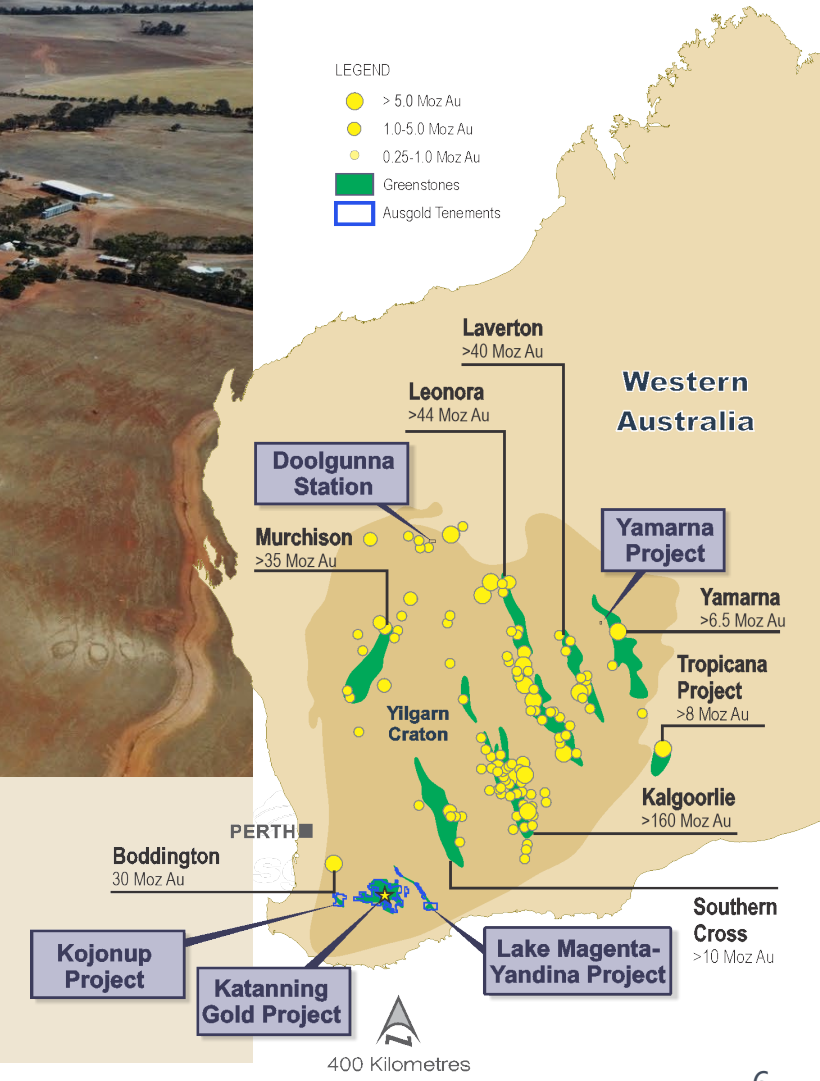 LEGEND
> 5.0 Moz Au
1.0-5.0 Moz Au
0.25-1.0 Moz Au
Greenstones
Ausgold Tenements
Laverton
>40 Moz Au
Leonora
>44 Moz Au
Western
Australia
Doolgunna
Station
Murchison
>35 Moz Au
Yamarna
Project
Yamarna
>6.5 Moz Au
Tropicana
Project
>8 Moz Au
Yilgarn
Craton
Kalgoorlie
>160 Moz Au
PERTH
Boddington
30 Moz Au
Southern
Cross
>10 Moz Au
Kojonup
Project
Katanning
Gold Project
Lake Magenta-
Yandina Project
N
400 Kilometres